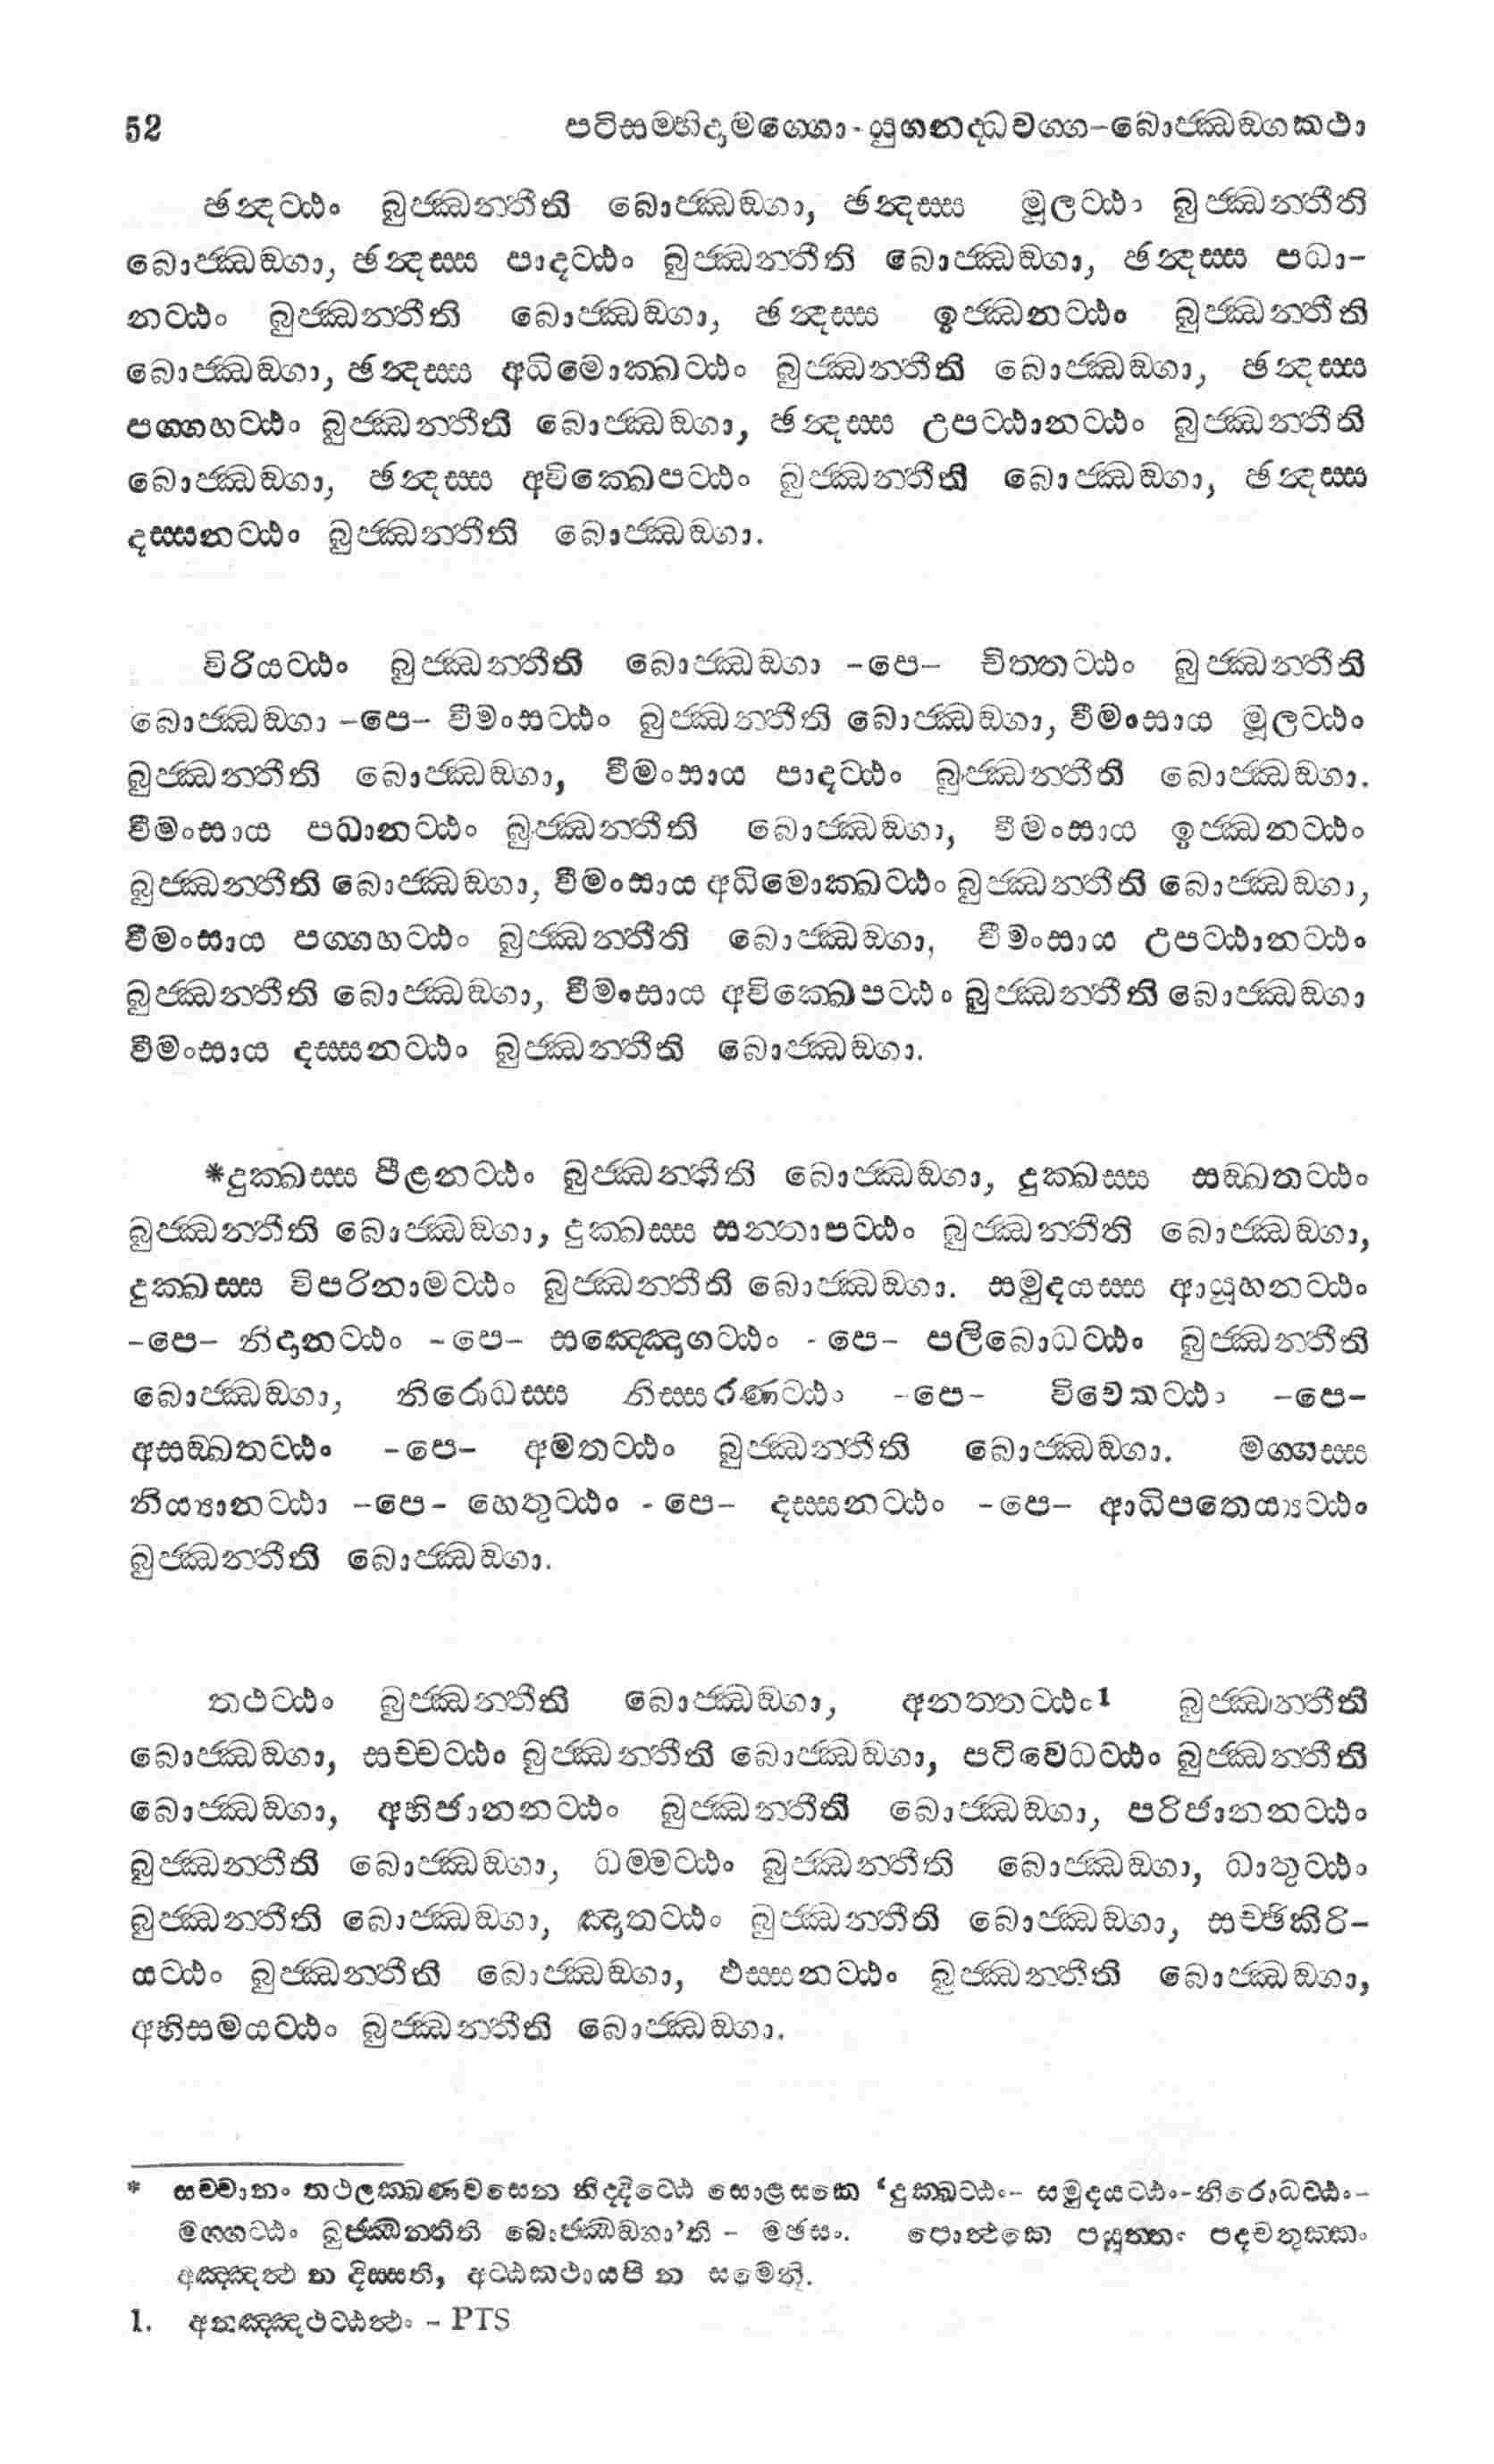 52 පටිසම්භිදාමග්ගො - යුගනද්ධවග්ග-බොජ්ඣඞ්ගකථා
ඡන්දට්ඨං බුජ්ඣන්තීති බොජ්ඣඞ්ගා, ඡන්දස්ස මූලට්ඨං බුජ්ඣන්තීති
බොජ්ඣඞ්ගා, ඡන්දස්ස පාදට්ඨං බුජ්ඣන්තීති බොජ්ඣඞ්ගා, ඡන්දස්ස පධා-
නට්ඨං බුජ්ඣන්තීති බොජ්ඣඞ්ගා, ඡන්දස්ස ඉජ්ඣනට්ඨං බුජ්ඣන්තීති
බොජ්ඣඞ්ගා, ඡන්දස්ස අධිමොක්ඛට්ඨං බුජ්ඣන්තීති බොජ්ඣඞ්ගා, ඡන්දස්ස
පග්ගහට්ඨං බුජ්ඣන්තීති බොජ්ඣඞ්ගා, ඡන්දස්ස උපට්ඨානට්ඨං බුජ්ඣන්තීති
බොජ්ඣඞ්ගා, ඡන්දස්ස අවික්ඛෙපට්ඨං බුජ්ඣන්තීති බොජ්ඣඞ්ගා, ඡන්දස්ස
දස්සනට්ඨං බුජ්ඣන්තීති බොජ්ඣඞ්ගා.
විරියට්ඨං බුජ්ඣන්තීති බොජ්ඣඞ්ගා -පෙ- චිත්තට්ඨං බුජ්ඣන්තීති
බොජ්ඣඞ්ගා -පෙ- වීමංසට්ඨං බුජ්ඣන්තීති බොජ්ඣඞ්ගා, වීමංසාය මූලට්ඨං
බුජ්ඣන්තීති බොජ්ඣඞ්ගා, වීමංසාය පාදට්ඨං බුජ්ඣන්තීති බොජ්ඣඞ්ගා.
වීමංසාය පධානට්ඨං බුජ්ඣන්තීති බොජ්ඣඞ්ගා, වීමංසාය ඉජ්ඣනට්ඨං
බුජ්ඣන්තීති බොජ්ඣඞ්ගා, වීමංසාය අධිමොක්ඛට්ඨං බුජ්ඣන්තීති බොජ්ඣඞ්ගා,
වීමංසාය පග්ගහට්ඨං බුජ්ඣන්තීති බොජ්ඣඞ්ගා, වීමංසාය උපට්ඨානට්ඨං
බුජ්ඣන්තීති බොජ්ඣඞ්ගා, වීමංසාය අවික්ඛෙපට්ඨං බුජ්ඣන්තීති බොජ්ඣඞ්ගා
වීමංසාය දස්සනට්ඨං බුජ්ඣන්තීති බොජ්ඣඞ්ගා.
*දුක්ඛස්ස පීළනට්ඨං බුජ්ඣන්තීති බොජ්ඣඞ්ගා, දුක්ඛස්ස සඞ්ඛතට්ඨං
බුජ්ඣන්තීති බොජ්ඣඞ්ගා, දුක්ඛස්ස සන්තාපට්ඨං බුජ්ඣන්තීති බොජ්ඣඞ්ගා,
දුක්ඛස්ස විපරිනාමට්ඨං බුජ්ඣන්තීති බොජ්ඣඞ්ගා. සමුදයස්ස ආයූහනට්ඨං
-පෙ- නිදානට්ඨං -පෙ- සඤ්ඤොගට්ඨං - පෙ- පලිබොධට්ඨං බුජ්ඣන්තීති
බොජ්ඣඞ්ගා, නිරොධස්ස නිස්සරණට්ඨං -පෙ- විවෙකට්ඨං -පෙ-
අසඞ්ඛතට්ඨං -පෙ- අමතට්ඨං බුජ්ඣන්තීති බොජ්ඣඞ්ගා. මග්ගස්ස
නිය්‍යානට්ඨං -පෙ- හෙතුට්ඨං - පෙ- දස්සනට්ඨං -පෙ- ආධිපතෙය්‍යට්ඨං
බුජ්ඣන්තීති බොජ්ඣඞ්ගා.
තථට්ඨං බුජ්ඣන්තීති බොජ්ඣඞ්ගා, අනත්තට්ඨං1 බුජ්ඣන්තීති
බොජ්ඣඞ්ගා, සච්චට්ඨං බුජ්ඣන්තීති බොජ්ඣඞ්ගා, පටිවෙධට්ඨං බුජ්ඣන්තීති
බොජ්ඣඞ්ගා, අභිජානනට්ඨං බුජ්ඣන්තීති බොජ්ඣඞ්ගා, පරිජානනට්ඨං
බුජ්ඣන්තීති බොජ්ඣඞ්ගා, ධම්මට්ඨං බුජ්ඣන්තීති බොජ්ඣඞ්ගා, ධාතුට්ඨං
බුජ්ඣන්තීති බොජ්ඣඞ්ගා, ඤාතට්ඨං බුජ්ඣන්තීති බොජ්ඣඞ්ගා, සච්ඡිකිරි-
යට්ඨං බුජ්ඣන්තීති බොජ්ඣඞ්ගා, ඵස්සනට්ඨං බුජ්ඣන්තීති බොජ්ඣඞ්ගා,
අභිසමයට්ඨං බුජ්ඣන්තීති බොජ්ඣඞ්ගා.
* සච්චානං තථලක්ඛණවසෙන නිද්දිට්ඨෙ සොළසකෙ ‘දුක්ඛට්ඨං- සමුදයට්ඨං-නිරොධට්ඨං-
මග්ගට්ඨං බුජ්ඣන්තීති බොජ්ඣඞ්ගා’ති - මඡසං. පොත්ථකෙ පයුත්තං පදචතුක්කං
අඤ්ඤත්‍ථ න දිස්සති, අට්ඨකථායපි න සමෙති.
1. අනඤ්ඤථට්ඨත්‍ථං - PTS